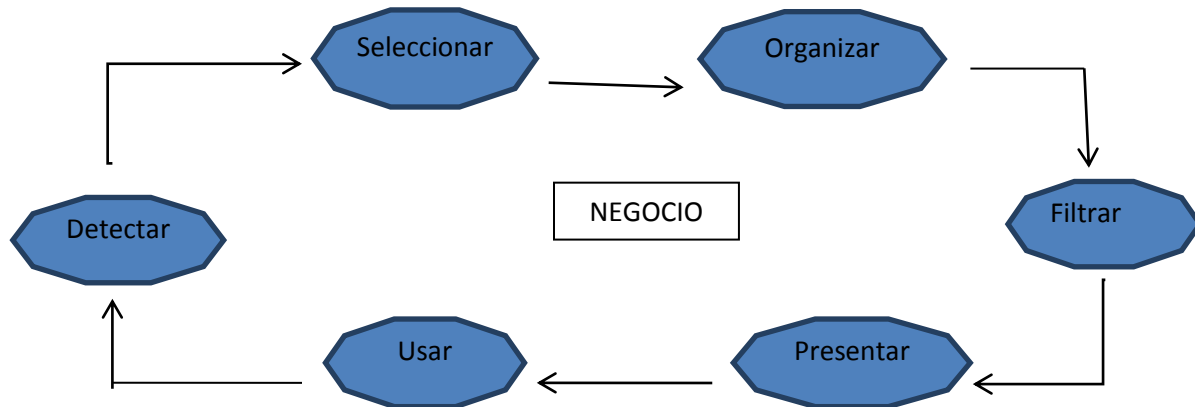 Seleccionar
Organizar
NEGOCIO
Filtrar
Detectar
Usar
Presentar